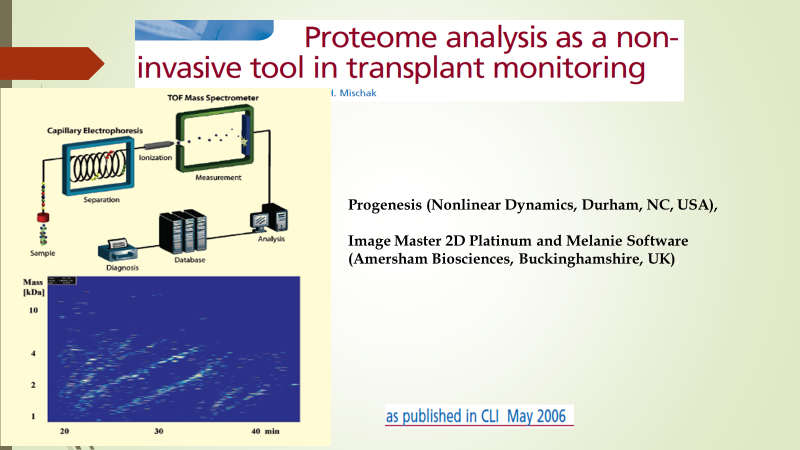 Proteome analysis as a non-
invasive tool in transplant monitoring
H. Mischak
TOF Mass Spectrometer
Capillary Electrophoresis
Ionization
Measurement
Separation
Sample
Diagnosis
Database
Analysis
Mass
[kDa]
10
4
2
1
20 30 40 min
Progenesis (Nonlinear Dynamics, Durham, NC, USA),
Image Master 2D Platinum and Melanie Software
(Amersham Biosciences, Buckinghamshire, UK)
as published in CLI May 2006